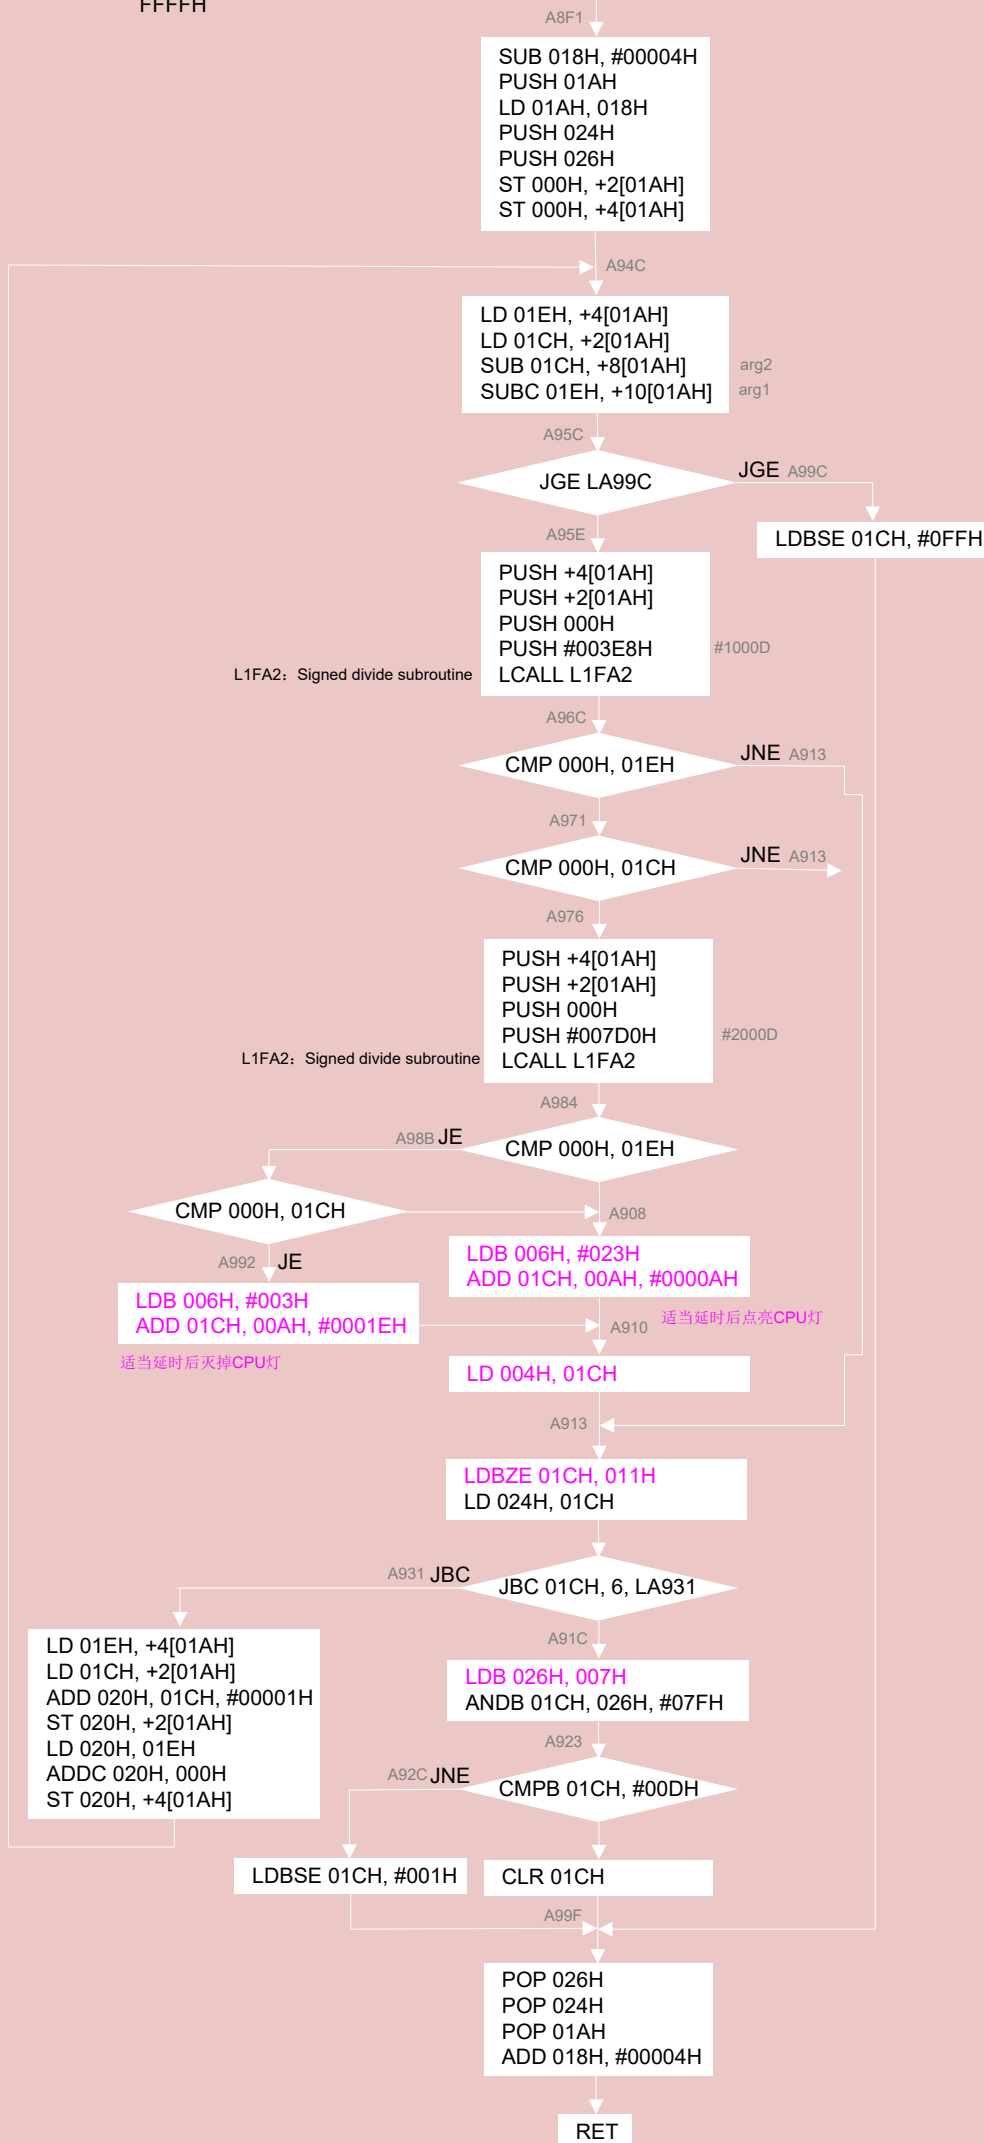 FFFFH
A8F1
SUB 018H, #00004H
PUSH 01AH
LD 01AH, 018H
PUSH 024H
PUSH 026H
ST 000H, +2[01AH]
ST 000H, +4[01AH]
A94C
LD 01EH, +4[01AH]
LD 01CH, +2[01AH]
SUB 01CH, +8[01AH]
arg2
SUBC 01EH, +10[01AH]
arg1
A95C
JGE LA99C
JGE A99C
A95E
LDBSE 01CH, #0FFH
PUSH +4[01AH]
PUSH +2[01AH]
PUSH 000H
PUSH #003E8H
#1000D
L1FA2：Signed divide subroutine
LCALL L1FA2
A96C
CMP 000H, 01EH
JNE A913
A971
CMP 000H, 01CH
JNE A913
A976
PUSH +4[01AH]
PUSH +2[01AH]
PUSH 000H
PUSH #007D0H
#2000D
L1FA2：Signed divide subroutine
LCALL L1FA2
A984
A98B JE
CMP 000H, 01EH
CMP 000H, 01CH
A908
A992 JE
LDB 006H, #023H
ADD 01CH, 00AH, #0000AH
LDB 006H, #003H
ADD 01CH, 00AH, #0001EH
A910
适当延时后点亮CPU灯
适当延时后灭掉CPU灯
LD 004H, 01CH
A913
LDBZE 01CH, 011H
LD 024H, 01CH
A931 JBC
JBC 01CH, 6, LA931
A91C
LD 01EH, +4[01AH]
LD 01CH, +2[01AH]
ADD 020H, 01CH, #00001H
ST 020H, +2[01AH]
LD 020H, 01EH
ADDC 020H, 000H
ST 020H, +4[01AH]
LDB 026H, 007H
ANDB 01CH, 026H, #07FH
A923
A92C JNE
CMPB 01CH, #00DH
LDBSE 01CH, #001H
CLR 01CH
A99F
POP 026H
POP 024H
POP 01AH
ADD 018H, #00004H
RET